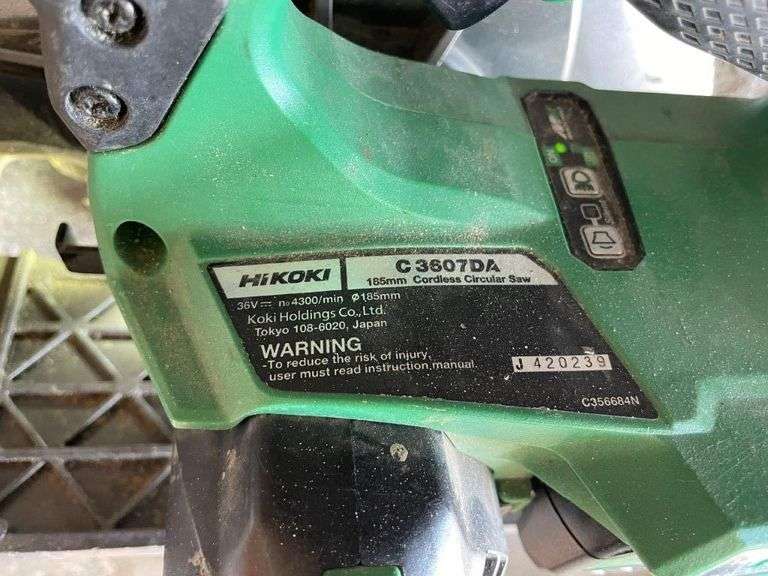 HiKOKI
C 3607DA
185mm Cordless Circular Saw
36V⎓ n₀4300/min ø185mm
Koki Holdings Co.,Ltd.
Tokyo 108-6020, Japan
WARNING
-To reduce the risk of injury,
user must read instruction manual.
J 420239
C356684N